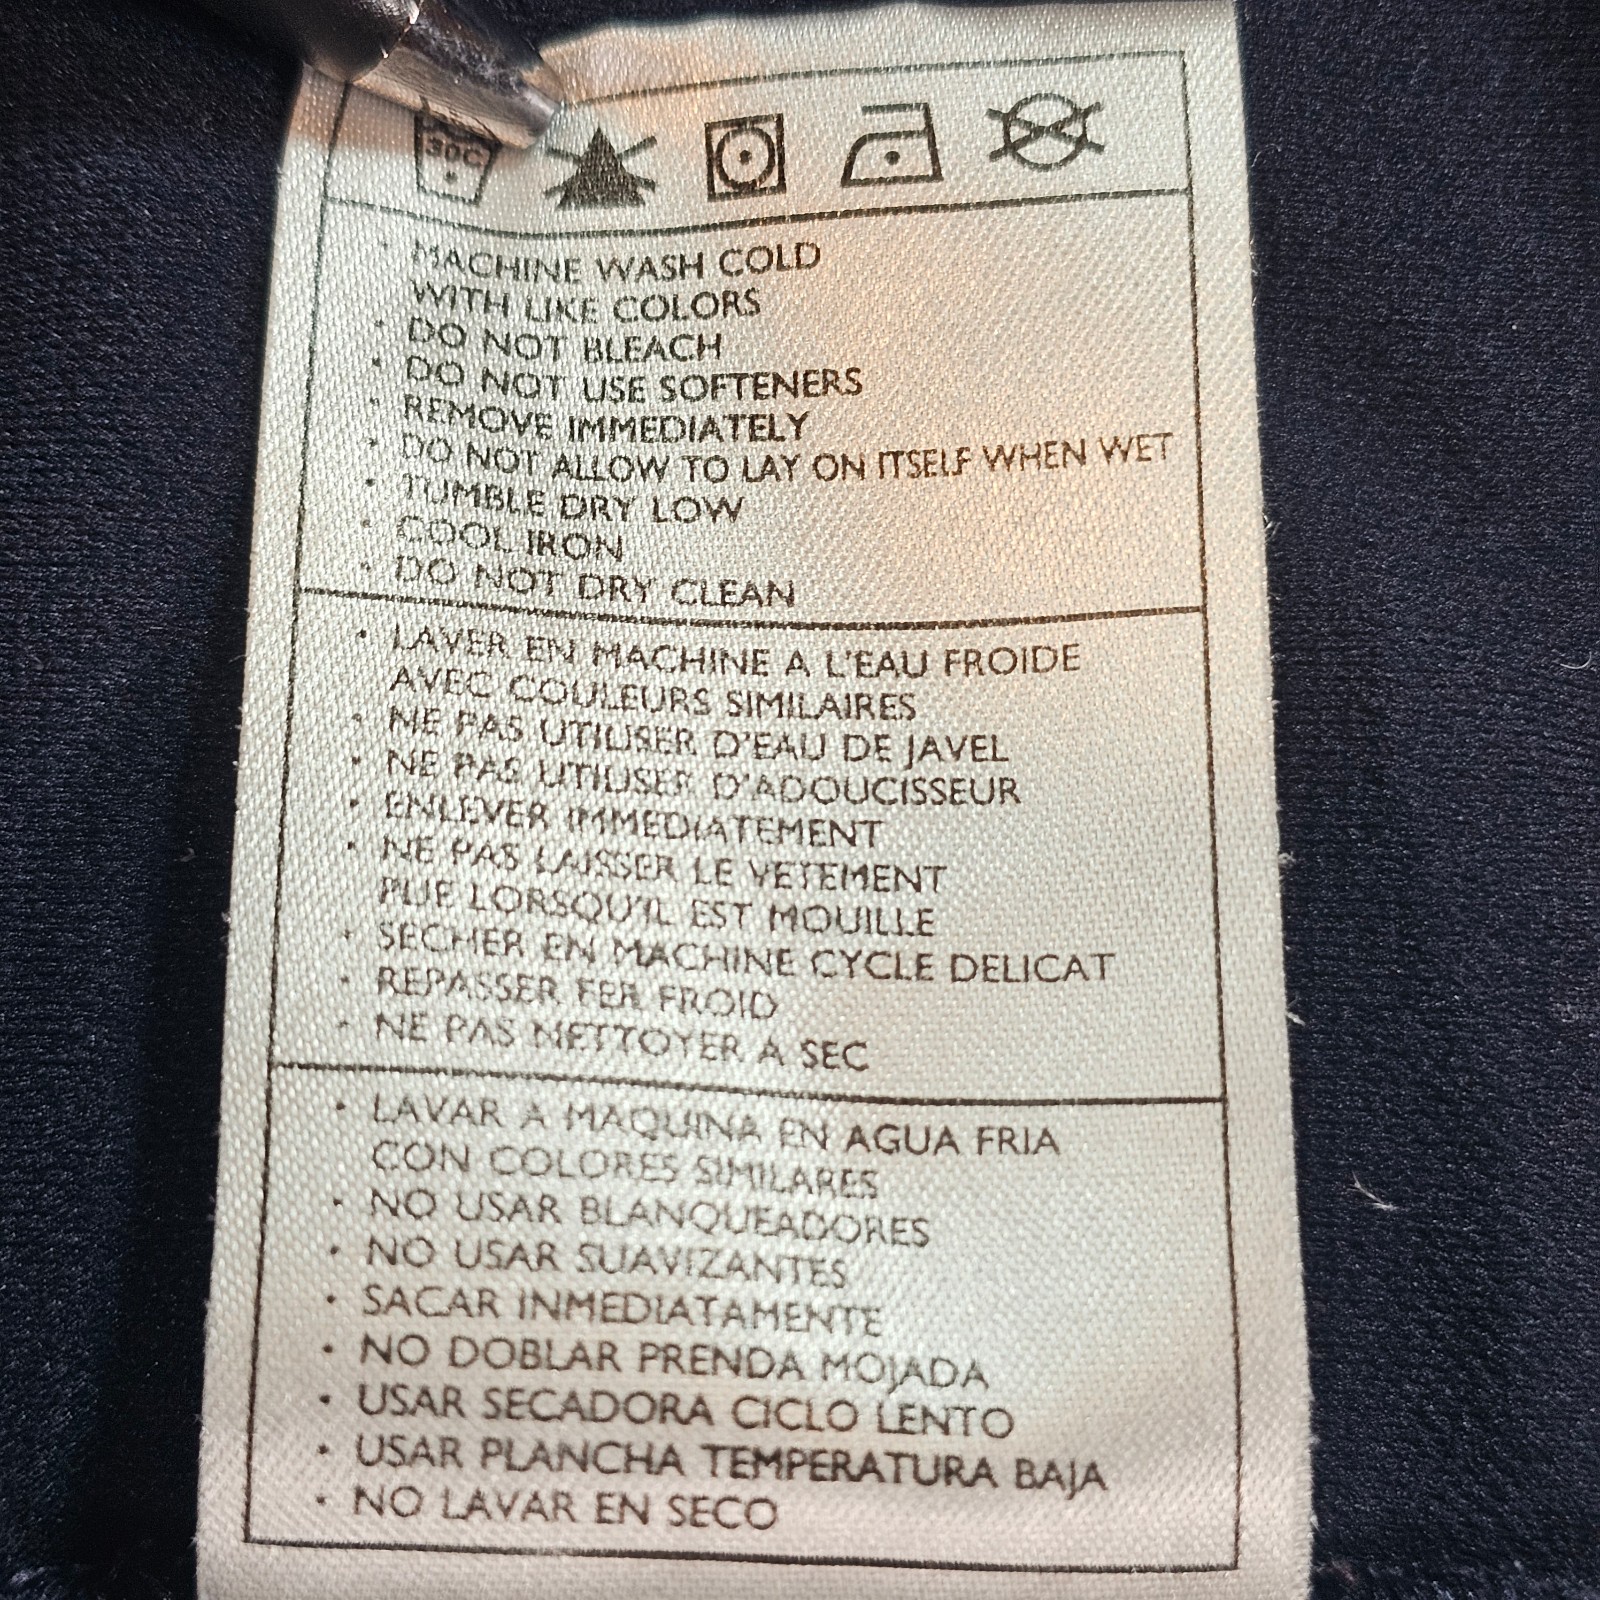 30C
• MACHINE WASH COLD
WITH LIKE COLORS
• DO NOT BLEACH
• DO NOT USE SOFTENERS
• REMOVE IMMEDIATELY
• DO NOT ALLOW TO LAY ON ITSELF WHEN WET
• TUMBLE DRY LOW
• COOL IRON
• DO NOT DRY CLEAN
• LAVER EN MACHINE A L'EAU FROIDE
AVEC COULEURS SIMILAIRES
• NE PAS UTILISER D'EAU DE JAVEL
• NE PAS UTILISER D'ADOUCISSEUR
• ENLEVER IMMEDIATEMENT
• NE PAS LAISSER LE VETEMENT
PLIE LORSQU'IL EST MOUILLE
• SECHER EN MACHINE CYCLE DELICAT
• REPASSER FER FROID
• NE PAS NETTOYER A SEC
• LAVAR A MAQUINA EN AGUA FRIA
CON COLORES SIMILARES
• NO USAR BLANQUEADORES
• NO USAR SUAVIZANTES
• SACAR INMEDIATAMENTE
• NO DOBLAR PRENDA MOJADA
• USAR SECADORA CICLO LENTO
• USAR PLANCHA TEMPERATURA BAJA
• NO LAVAR EN SECO